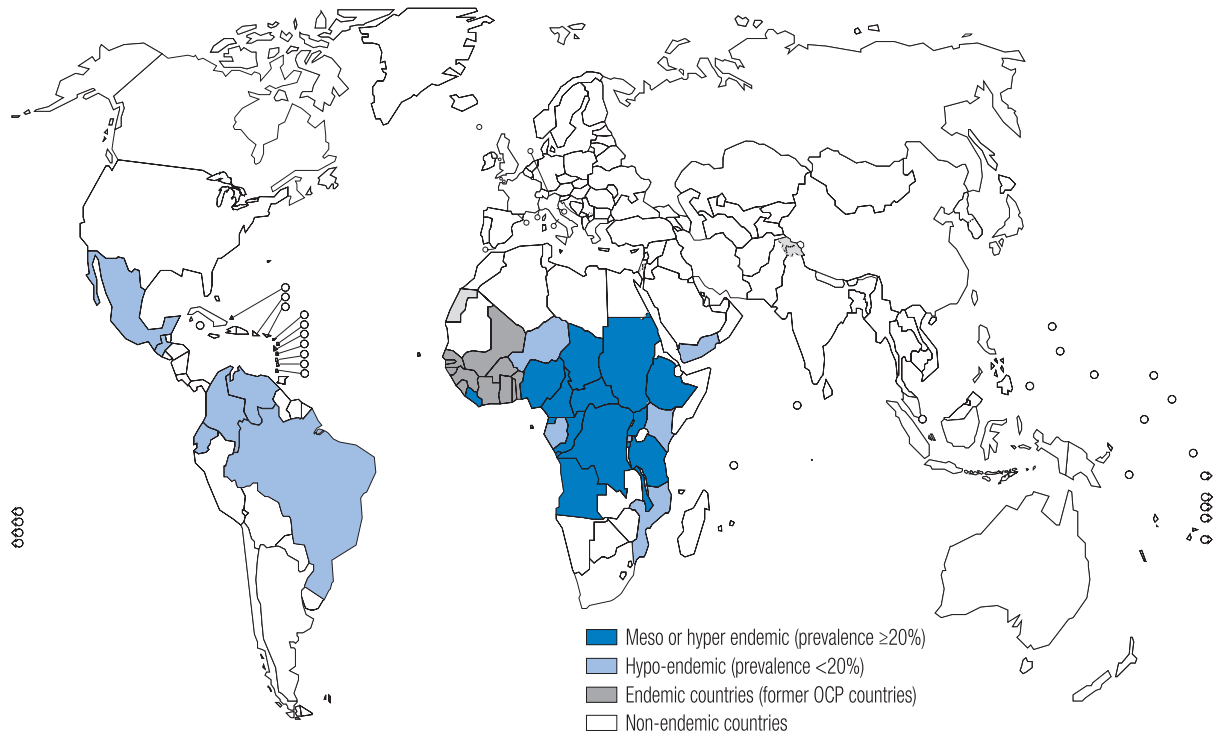 Meso or hyper endemic (prevalence ≥20%)
Hypo-endemic (prevalence <20%)
Endemic countries (former OCP countries)
Non-endemic countries